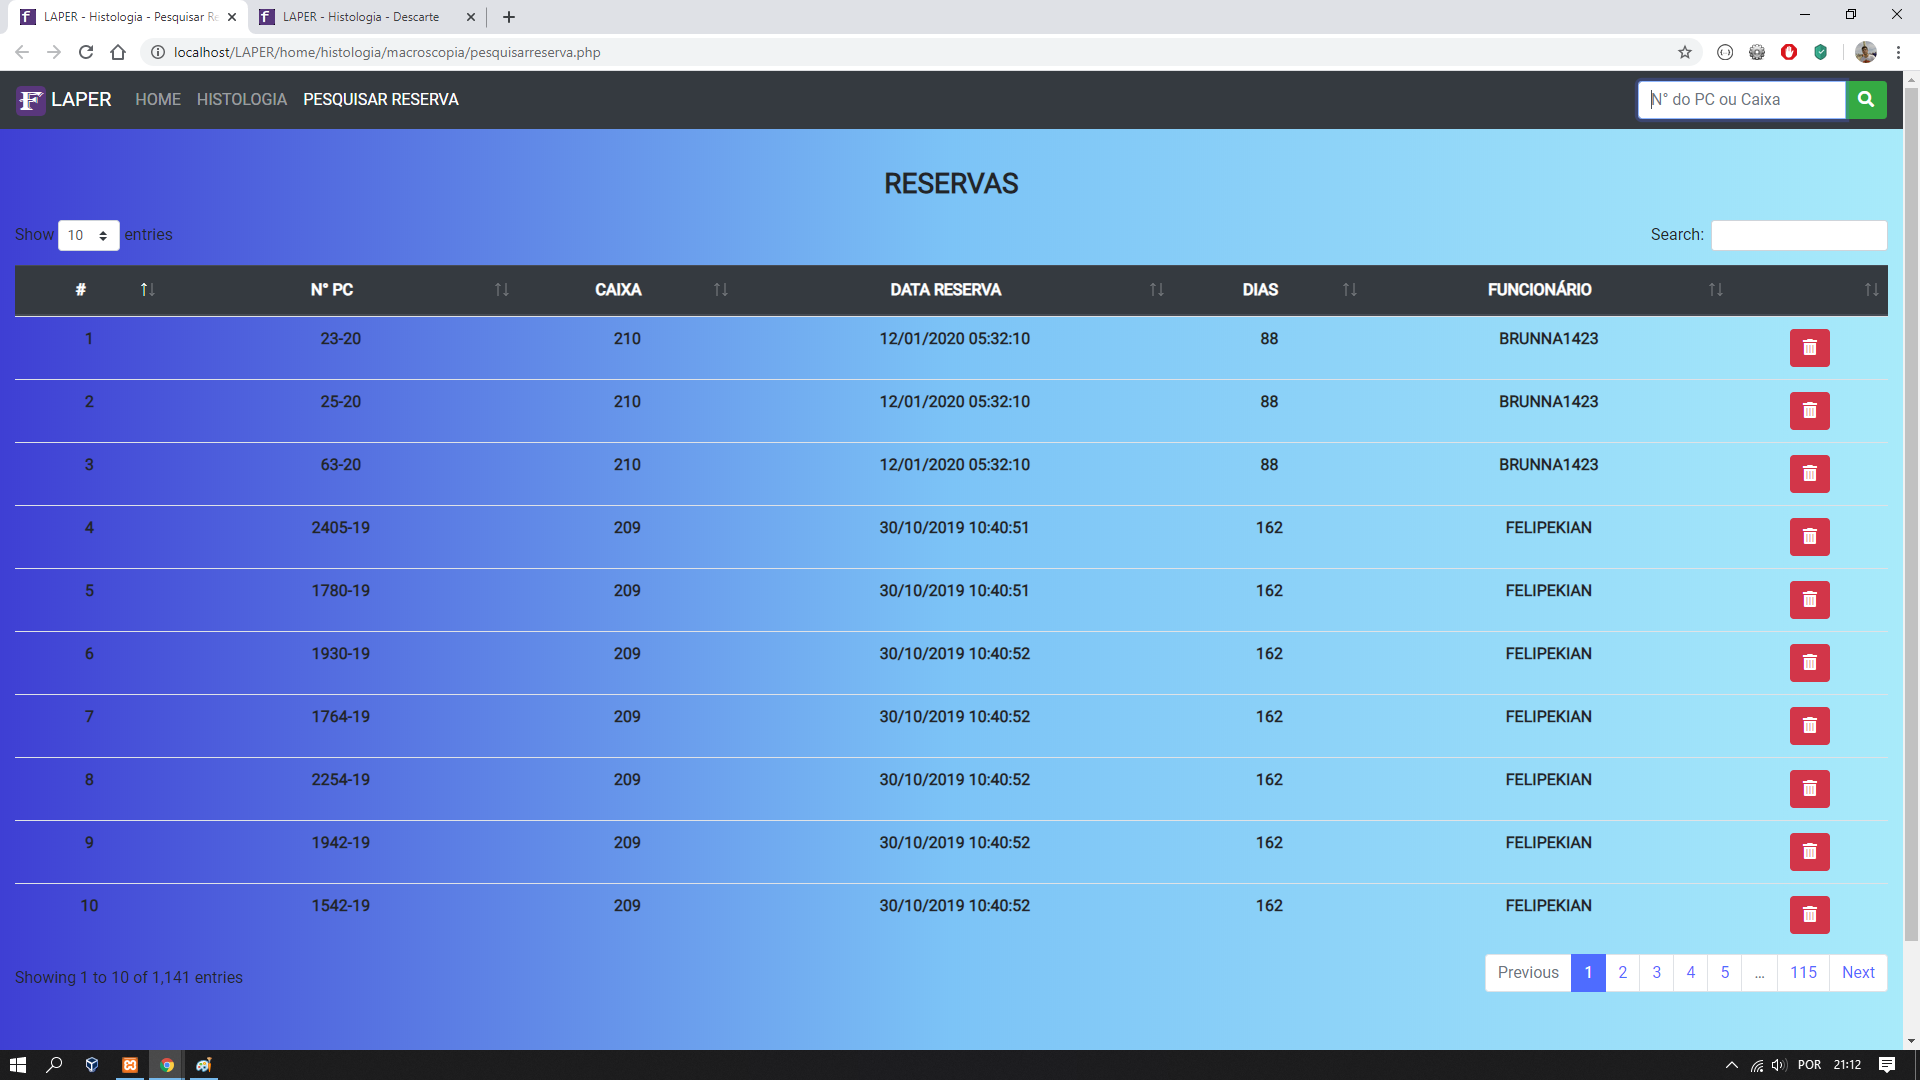 LAPER - Histologia - Pesquisar Re
LAPER - Histologia - Descarte
localhost/LAPER/home/histologia/macroscopia/pesquisarreserva.php
LAPER HOME HISTOLOGIA PESQUISAR RESERVA N° do PC ou Caixa
RESERVAS
Show 10 entries Search:
# N° PC CAIXA DATA RESERVA DIAS FUNCIONÁRIO
1 23-20 210 12/01/2020 05:32:10 88 BRUNNA1423
2 25-20 210 12/01/2020 05:32:10 88 BRUNNA1423
3 63-20 210 12/01/2020 05:32:10 88 BRUNNA1423
4 2405-19 209 30/10/2019 10:40:51 162 FELIPEKIAN
5 1780-19 209 30/10/2019 10:40:51 162 FELIPEKIAN
6 1930-19 209 30/10/2019 10:40:52 162 FELIPEKIAN
7 1764-19 209 30/10/2019 10:40:52 162 FELIPEKIAN
8 2254-19 209 30/10/2019 10:40:52 162 FELIPEKIAN
9 1942-19 209 30/10/2019 10:40:52 162 FELIPEKIAN
10 1542-19 209 30/10/2019 10:40:52 162 FELIPEKIAN
Showing 1 to 10 of 1,141 entries Previous 1 2 3 4 5 … 115 Next
POR 21:12